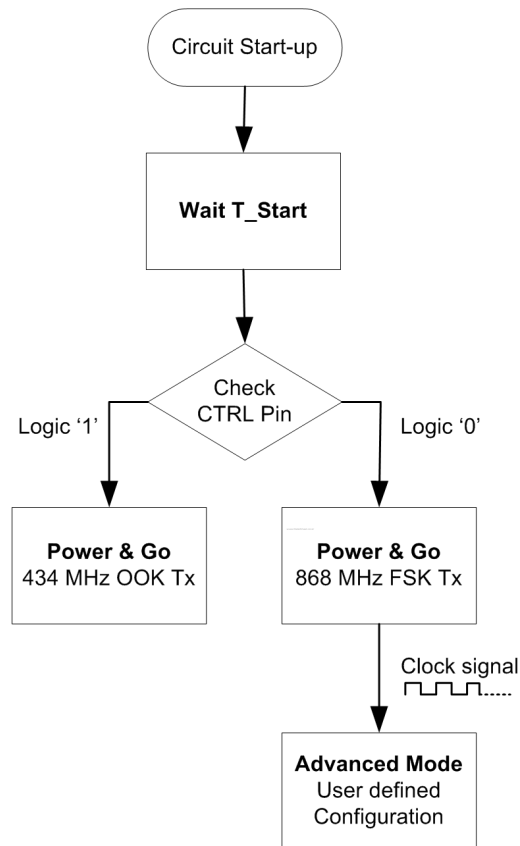 Circuit Start-up
Wait T_Start
Check
CTRL Pin
Logic ‘1’
Logic ‘0’
Power & Go
434 MHz OOK Tx
Power & Go
868 MHz FSK Tx
Clock signal
Advanced Mode
User defined
Configuration